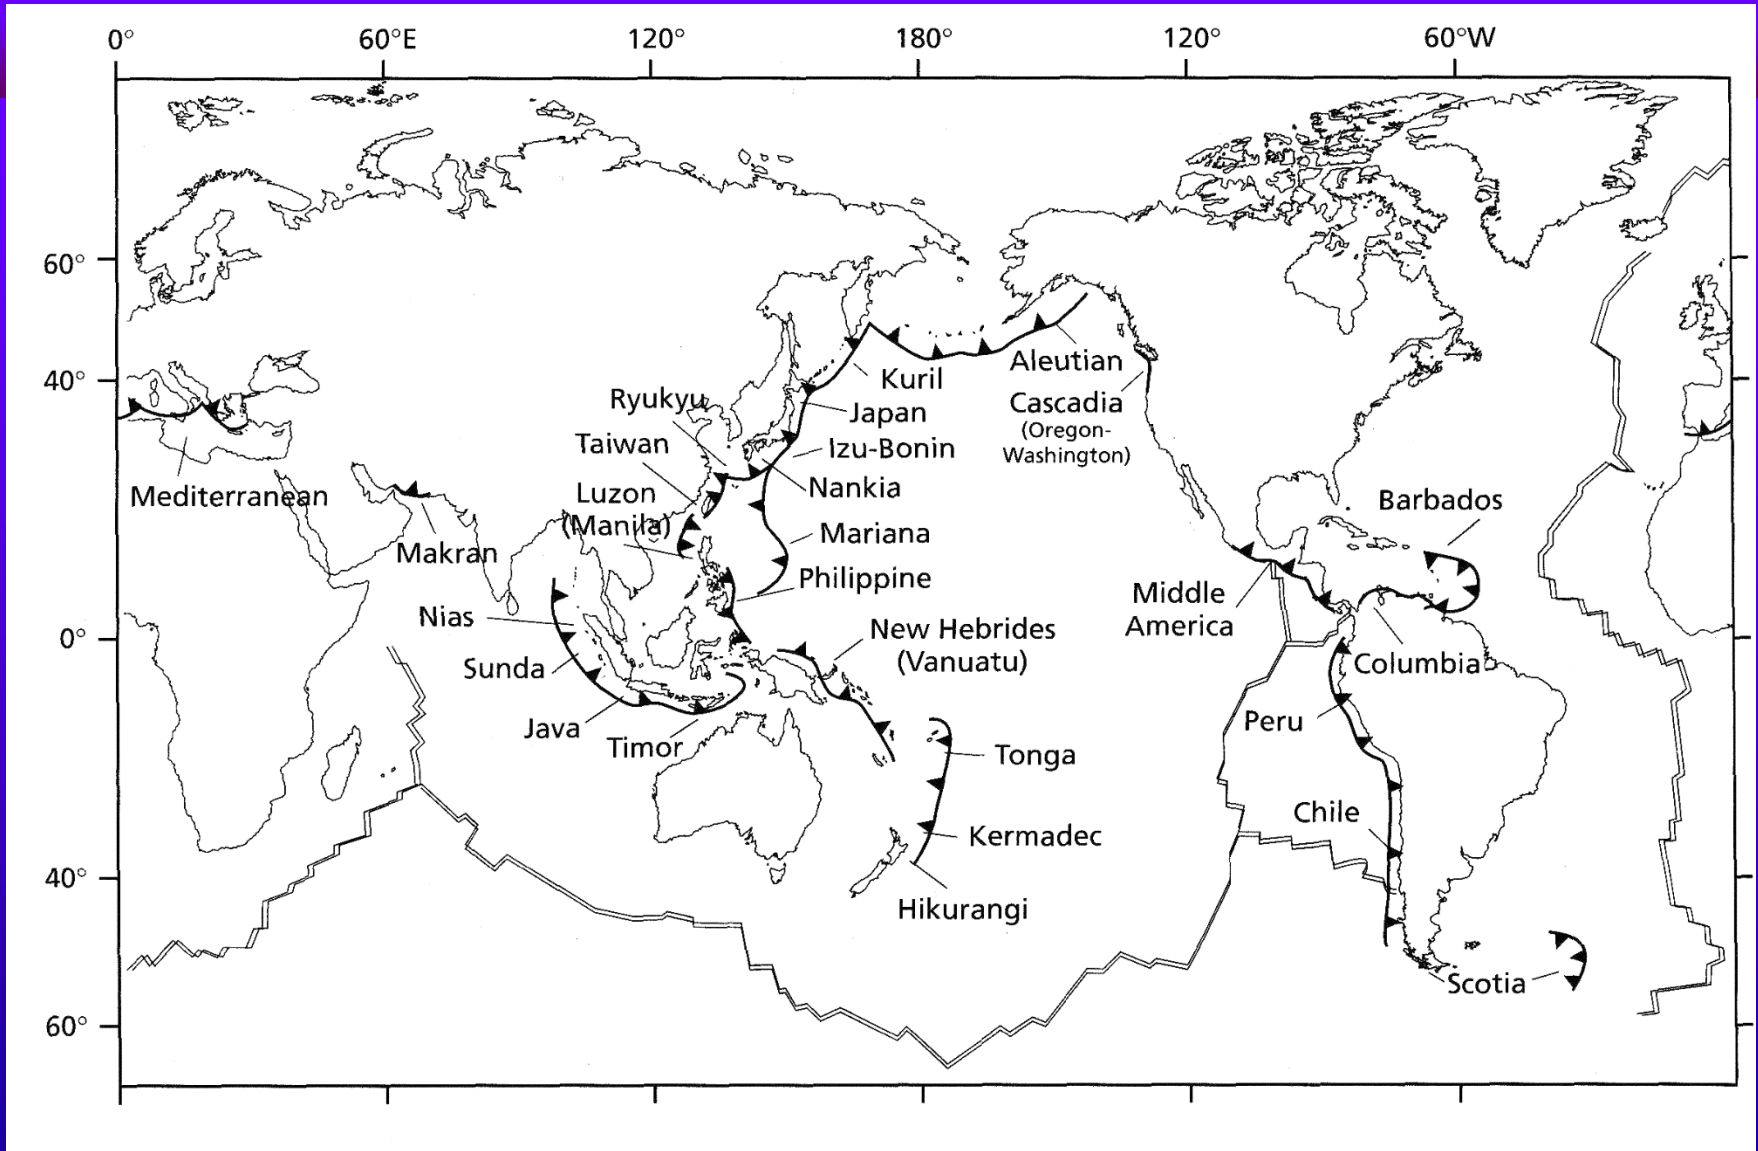 0°
60°E
120°
180°
120°
60°W
60°
40°
0°
40°
60°
Aleutian
Kuril
Cascadia
(Oregon-
Washington)
Ryukyu
Japan
Taiwan
Izu-Bonin
Luzon
(Manila)
Nankia
Mediterranean
Barbados
Makran
Mariana
Philippine
Middle
America
Nias
New Hebrides
(Vanuatu)
Sunda
Columbia
Java
Timor
Peru
Tonga
Chile
Kermadec
Hikurangi
Scotia